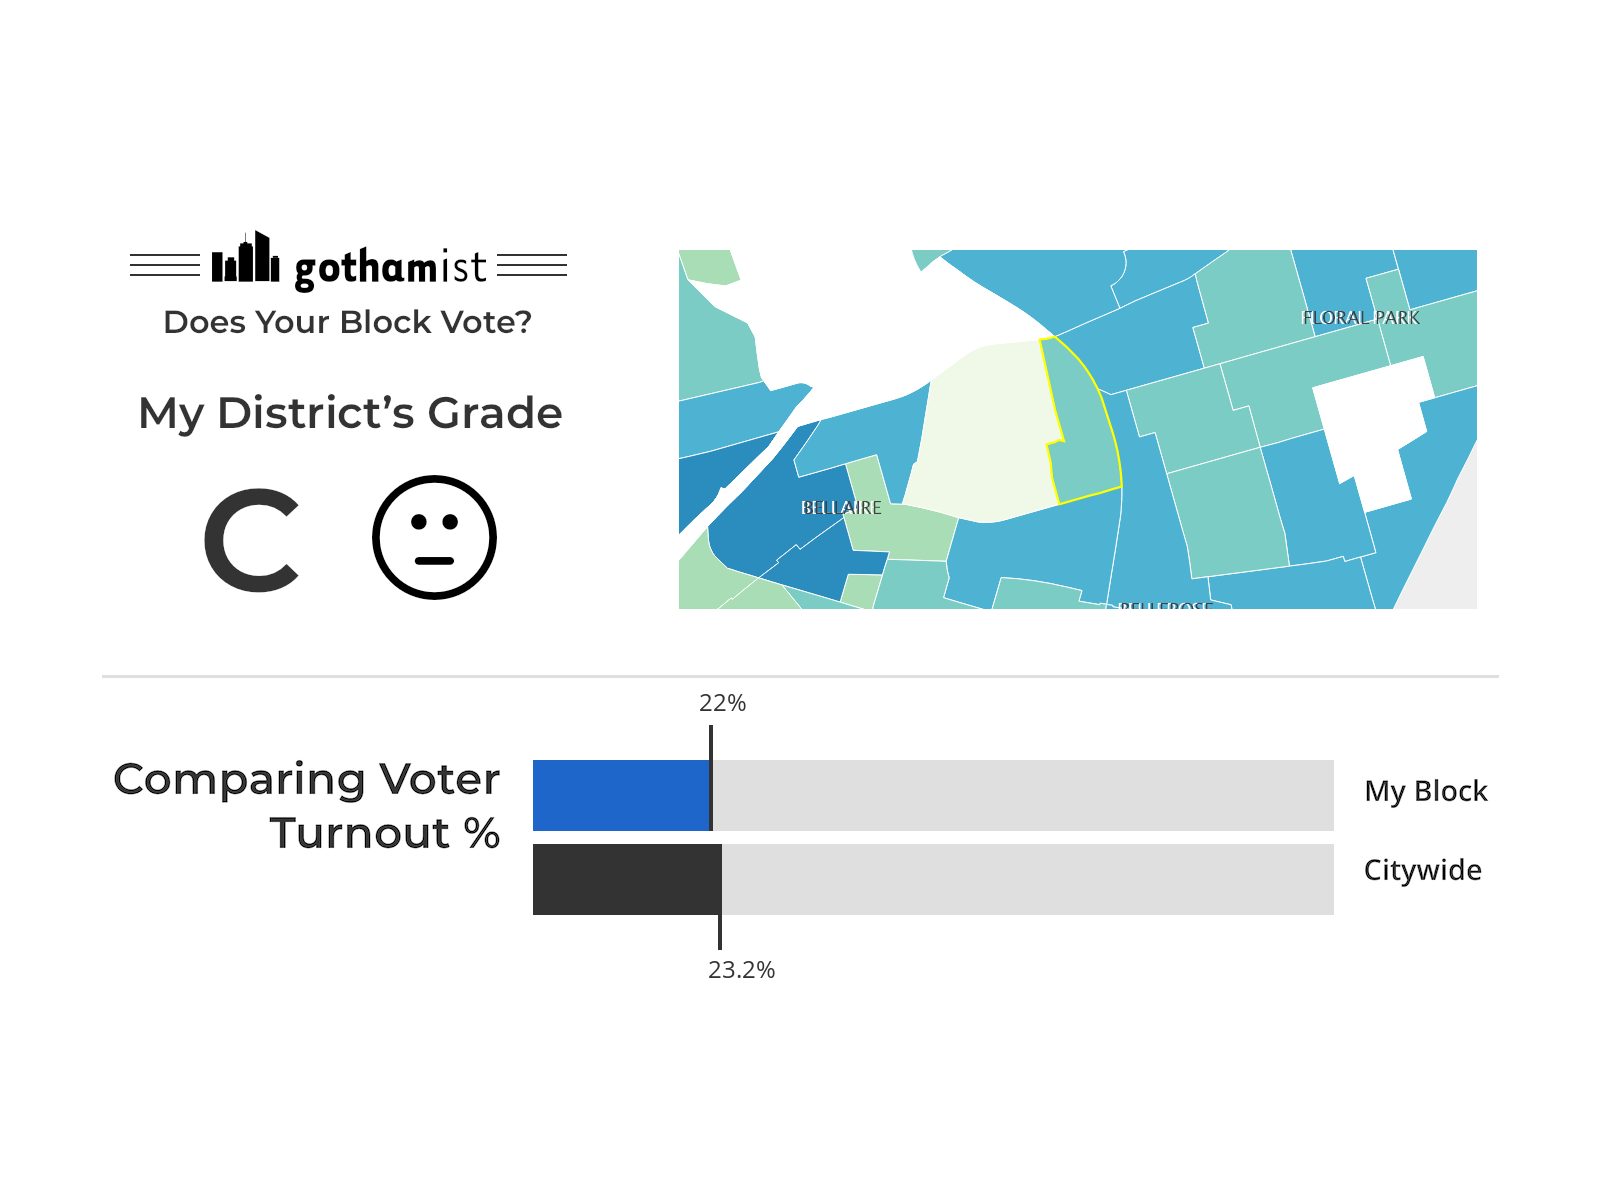 gothamist
Does Your Block Vote?
My District’s Grade
C
FLORAL PARK
BELLAIRE
BELLEROSE
22%
Comparing Voter
Turnout %
My Block
Citywide
23.2%